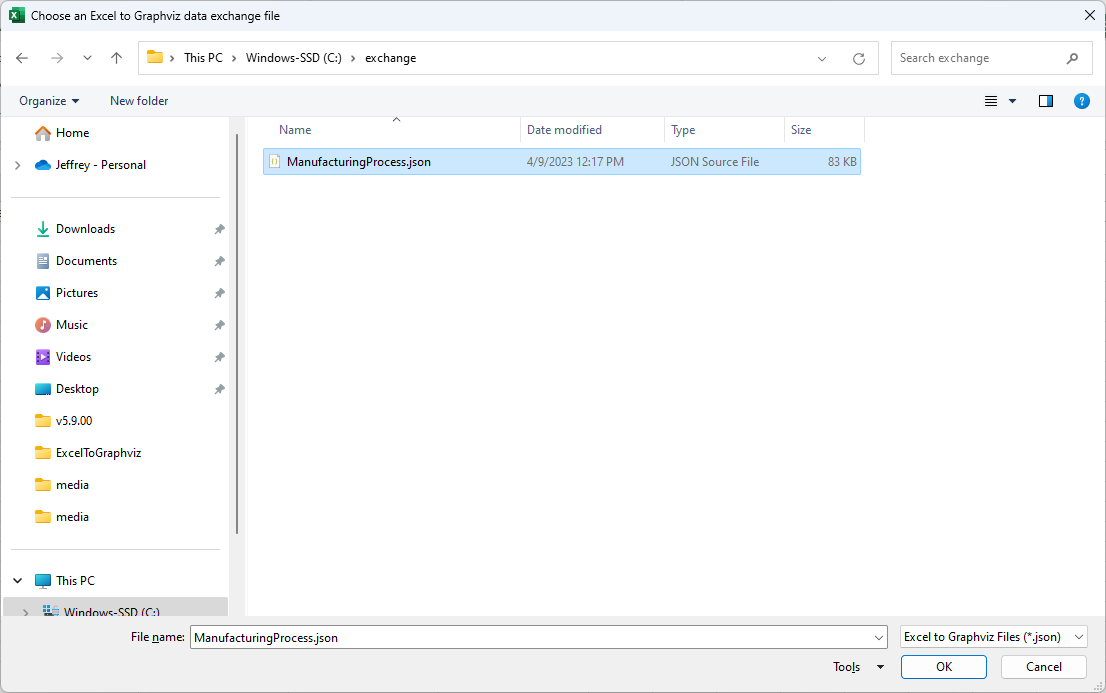 Choose an Excel to Graphviz data exchange file
This PC > Windows-SSD (C:) > exchange
Search exchange
Organize
New folder
Home
Jeffrey - Personal
Downloads
Documents
Pictures
Music
Videos
Desktop
v5.9.00
ExcelToGraphviz
media
media
This PC
Windows-SSD (C:)
Name Date modified Type Size
ManufacturingProcess.json 4/9/2023 12:17 PM JSON Source File 83 KB
File name: ManufacturingProcess.json Excel to Graphviz Files (*.json)
Tools OK Cancel